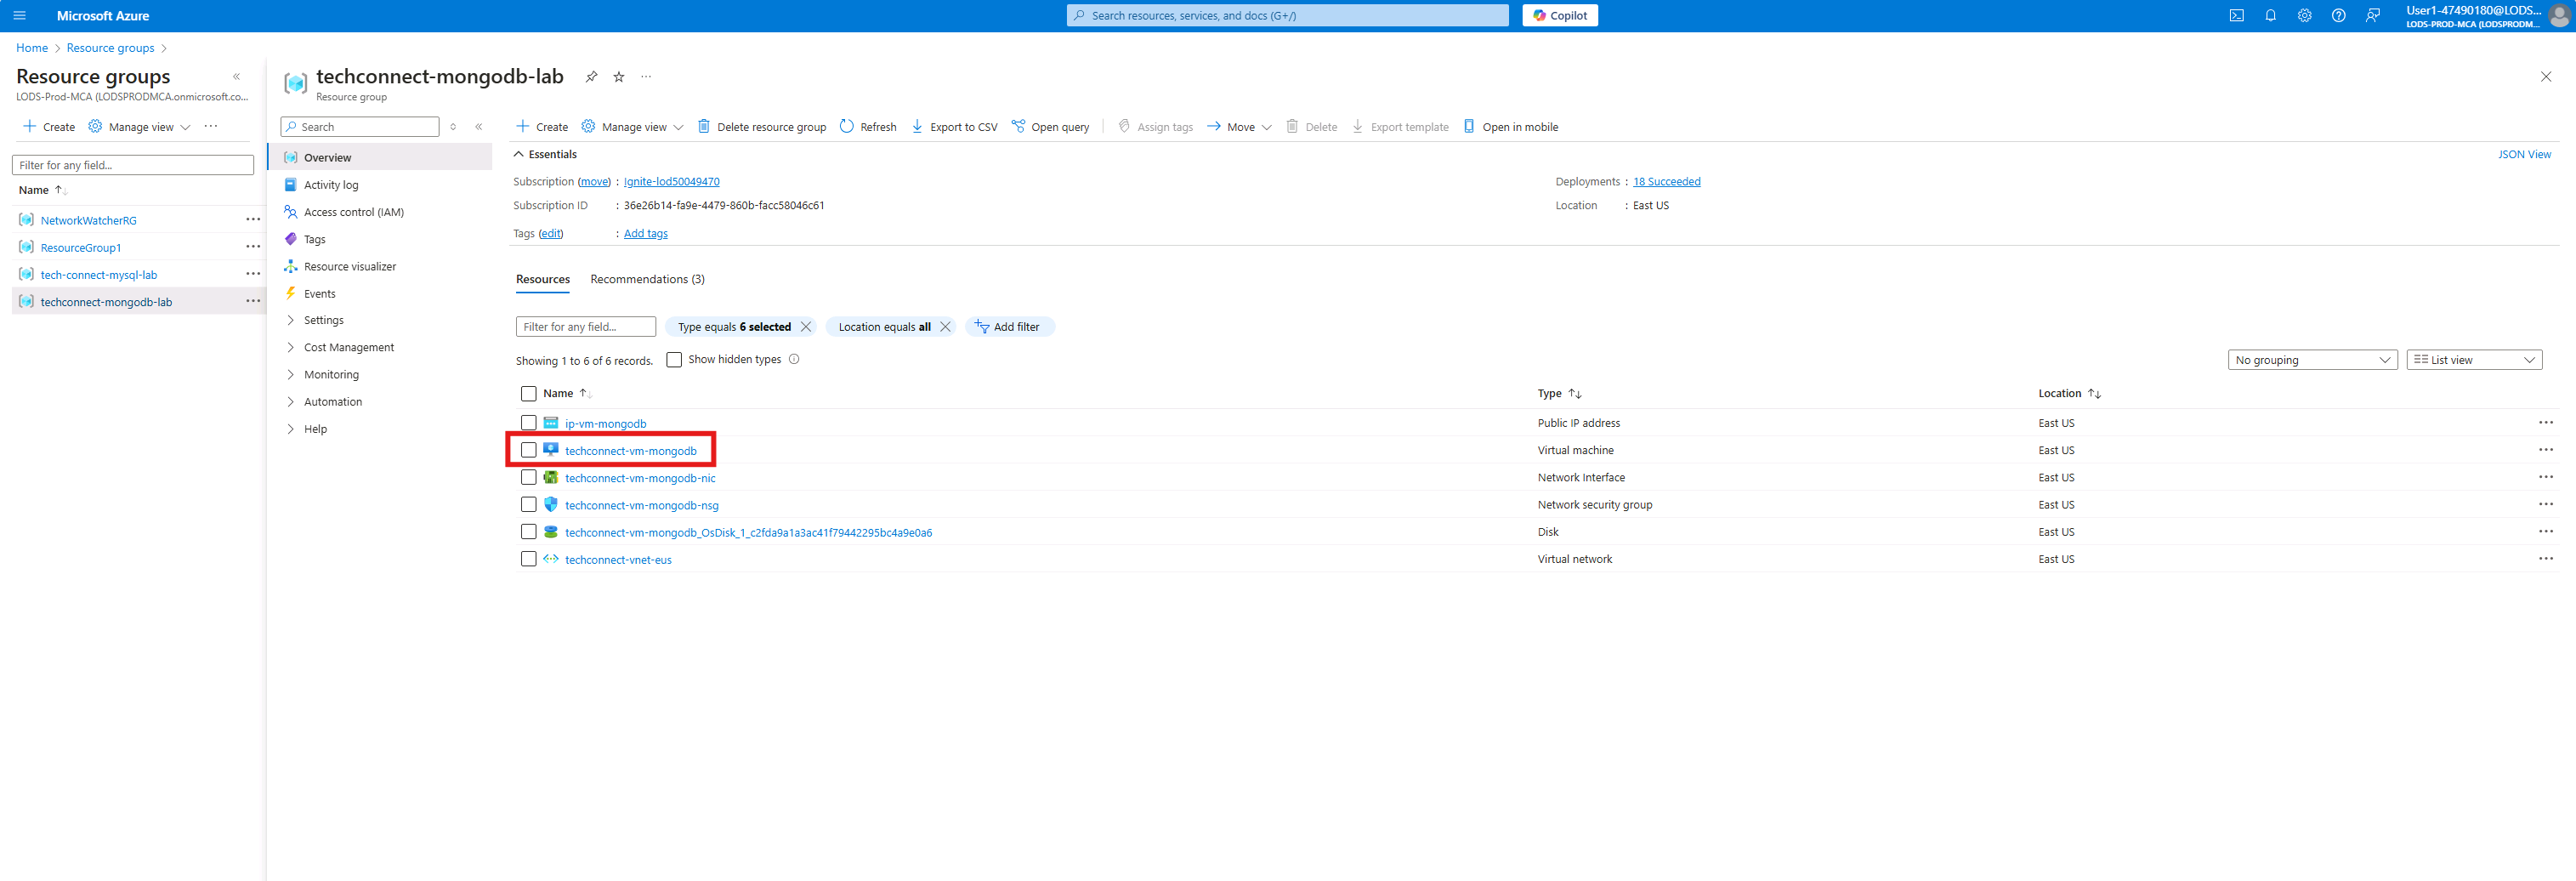 Microsoft Azure
Search resources, services, and docs (G+/)
Copilot
User1-47490180@LODS...
LODS-PROD-MCA (LODSPRODM...
Home > Resource groups >
Resource groups
LODS-Prod-MCA (LODSPRODMCA.onmicrosoft.co...
Create
Manage view
Filter for any field...
Name
NetworkWatcherRG
ResourceGroup1
tech-connect-mysql-lab
techconnect-mongodb-lab
techconnect-mongodb-lab
Resource group
Search
Overview
Activity log
Access control (IAM)
Tags
Resource visualizer
Events
Settings
Cost Management
Monitoring
Automation
Help
Create
Manage view
Delete resource group
Refresh
Export to CSV
Open query
Assign tags
Move
Delete
Export template
Open in mobile
Essentials
JSON View
Subscription (move) : Ignite-lod50049470
Subscription ID : 36e26b14-fa9e-4479-860b-facc58046c61
Tags (edit) : Add tags
Deployments : 18 Succeeded
Location : East US
Resources
Recommendations (3)
Filter for any field...
Type equals 6 selected
Location equals all
Add filter
Showing 1 to 6 of 6 records.
Show hidden types
No grouping
List view
Name Type Location
ip-vm-mongodb Public IP address East US
techconnect-vm-mongodb Virtual machine East US
techconnect-vm-mongodb-nic Network Interface East US
techconnect-vm-mongodb-nsg Network security group East US
techconnect-vm-mongodb_OsDisk_1_c2fda9a1a3ac41f79442295bc4a9e0a6 Disk East US
techconnect-vnet-eus Virtual network East US